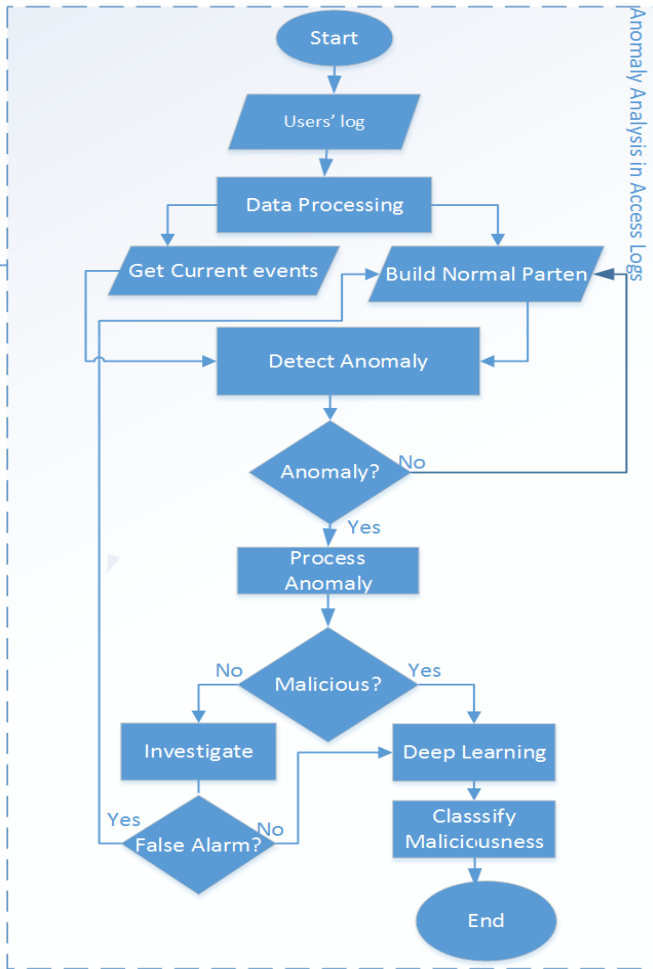 Anomaly Analysis in Access Logs
Start
Users' log
Data Processing
Get Current events
Build Normal Parten
Detect Anomaly
Anomaly?
No
Yes
Process
Anomaly
Malicious?
No
Yes
Investigate
Deep Learning
False Alarm?
Yes
No
Classsify
Maliciousness
End